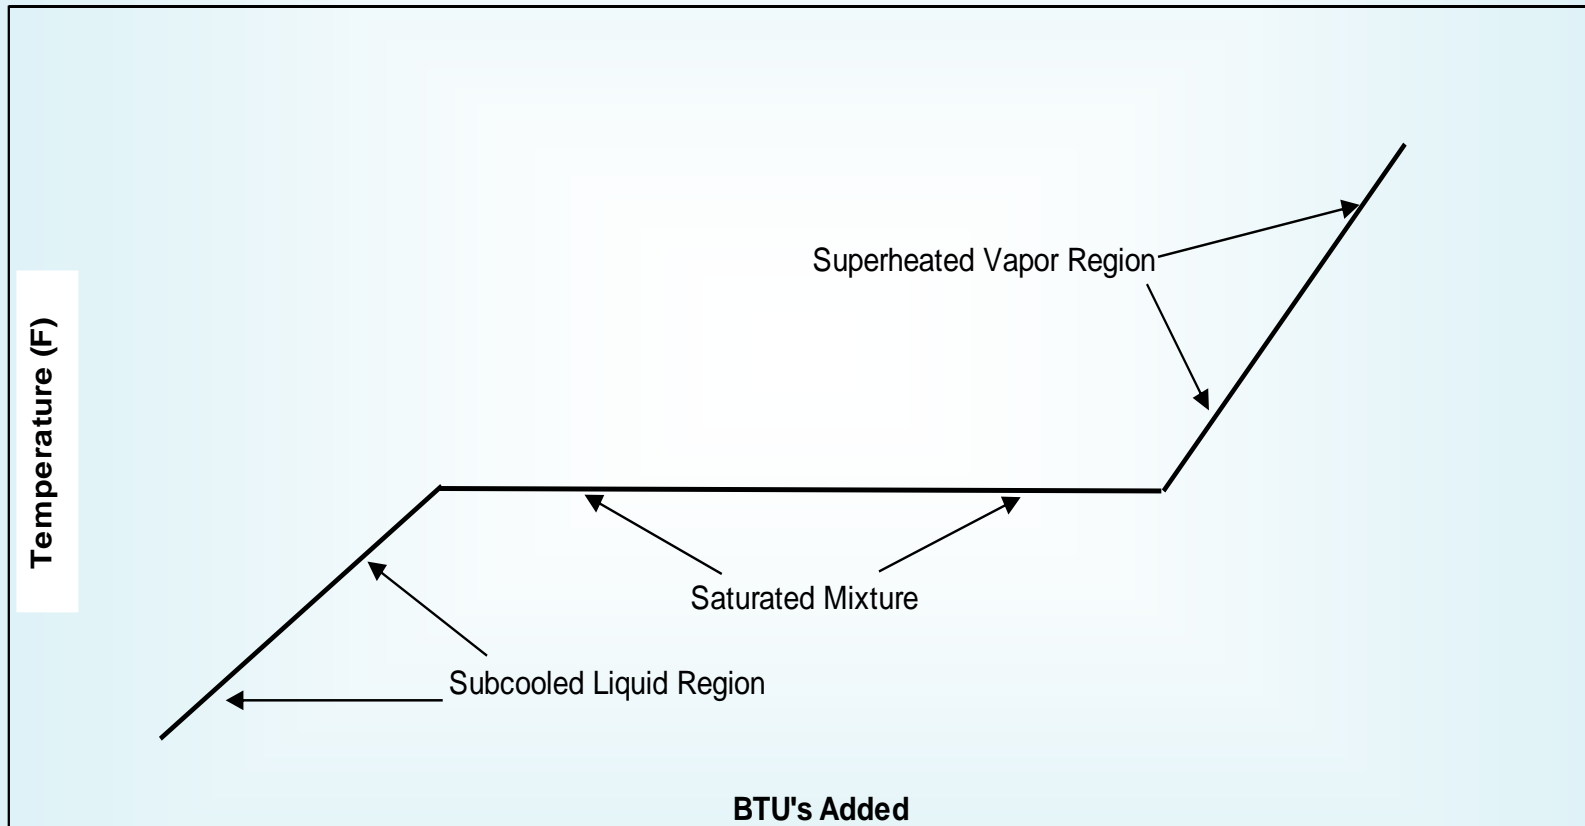 Superheated Vapor Region
Temperature (F)
Saturated Mixture
Subcooled Liquid Region
BTU's Added